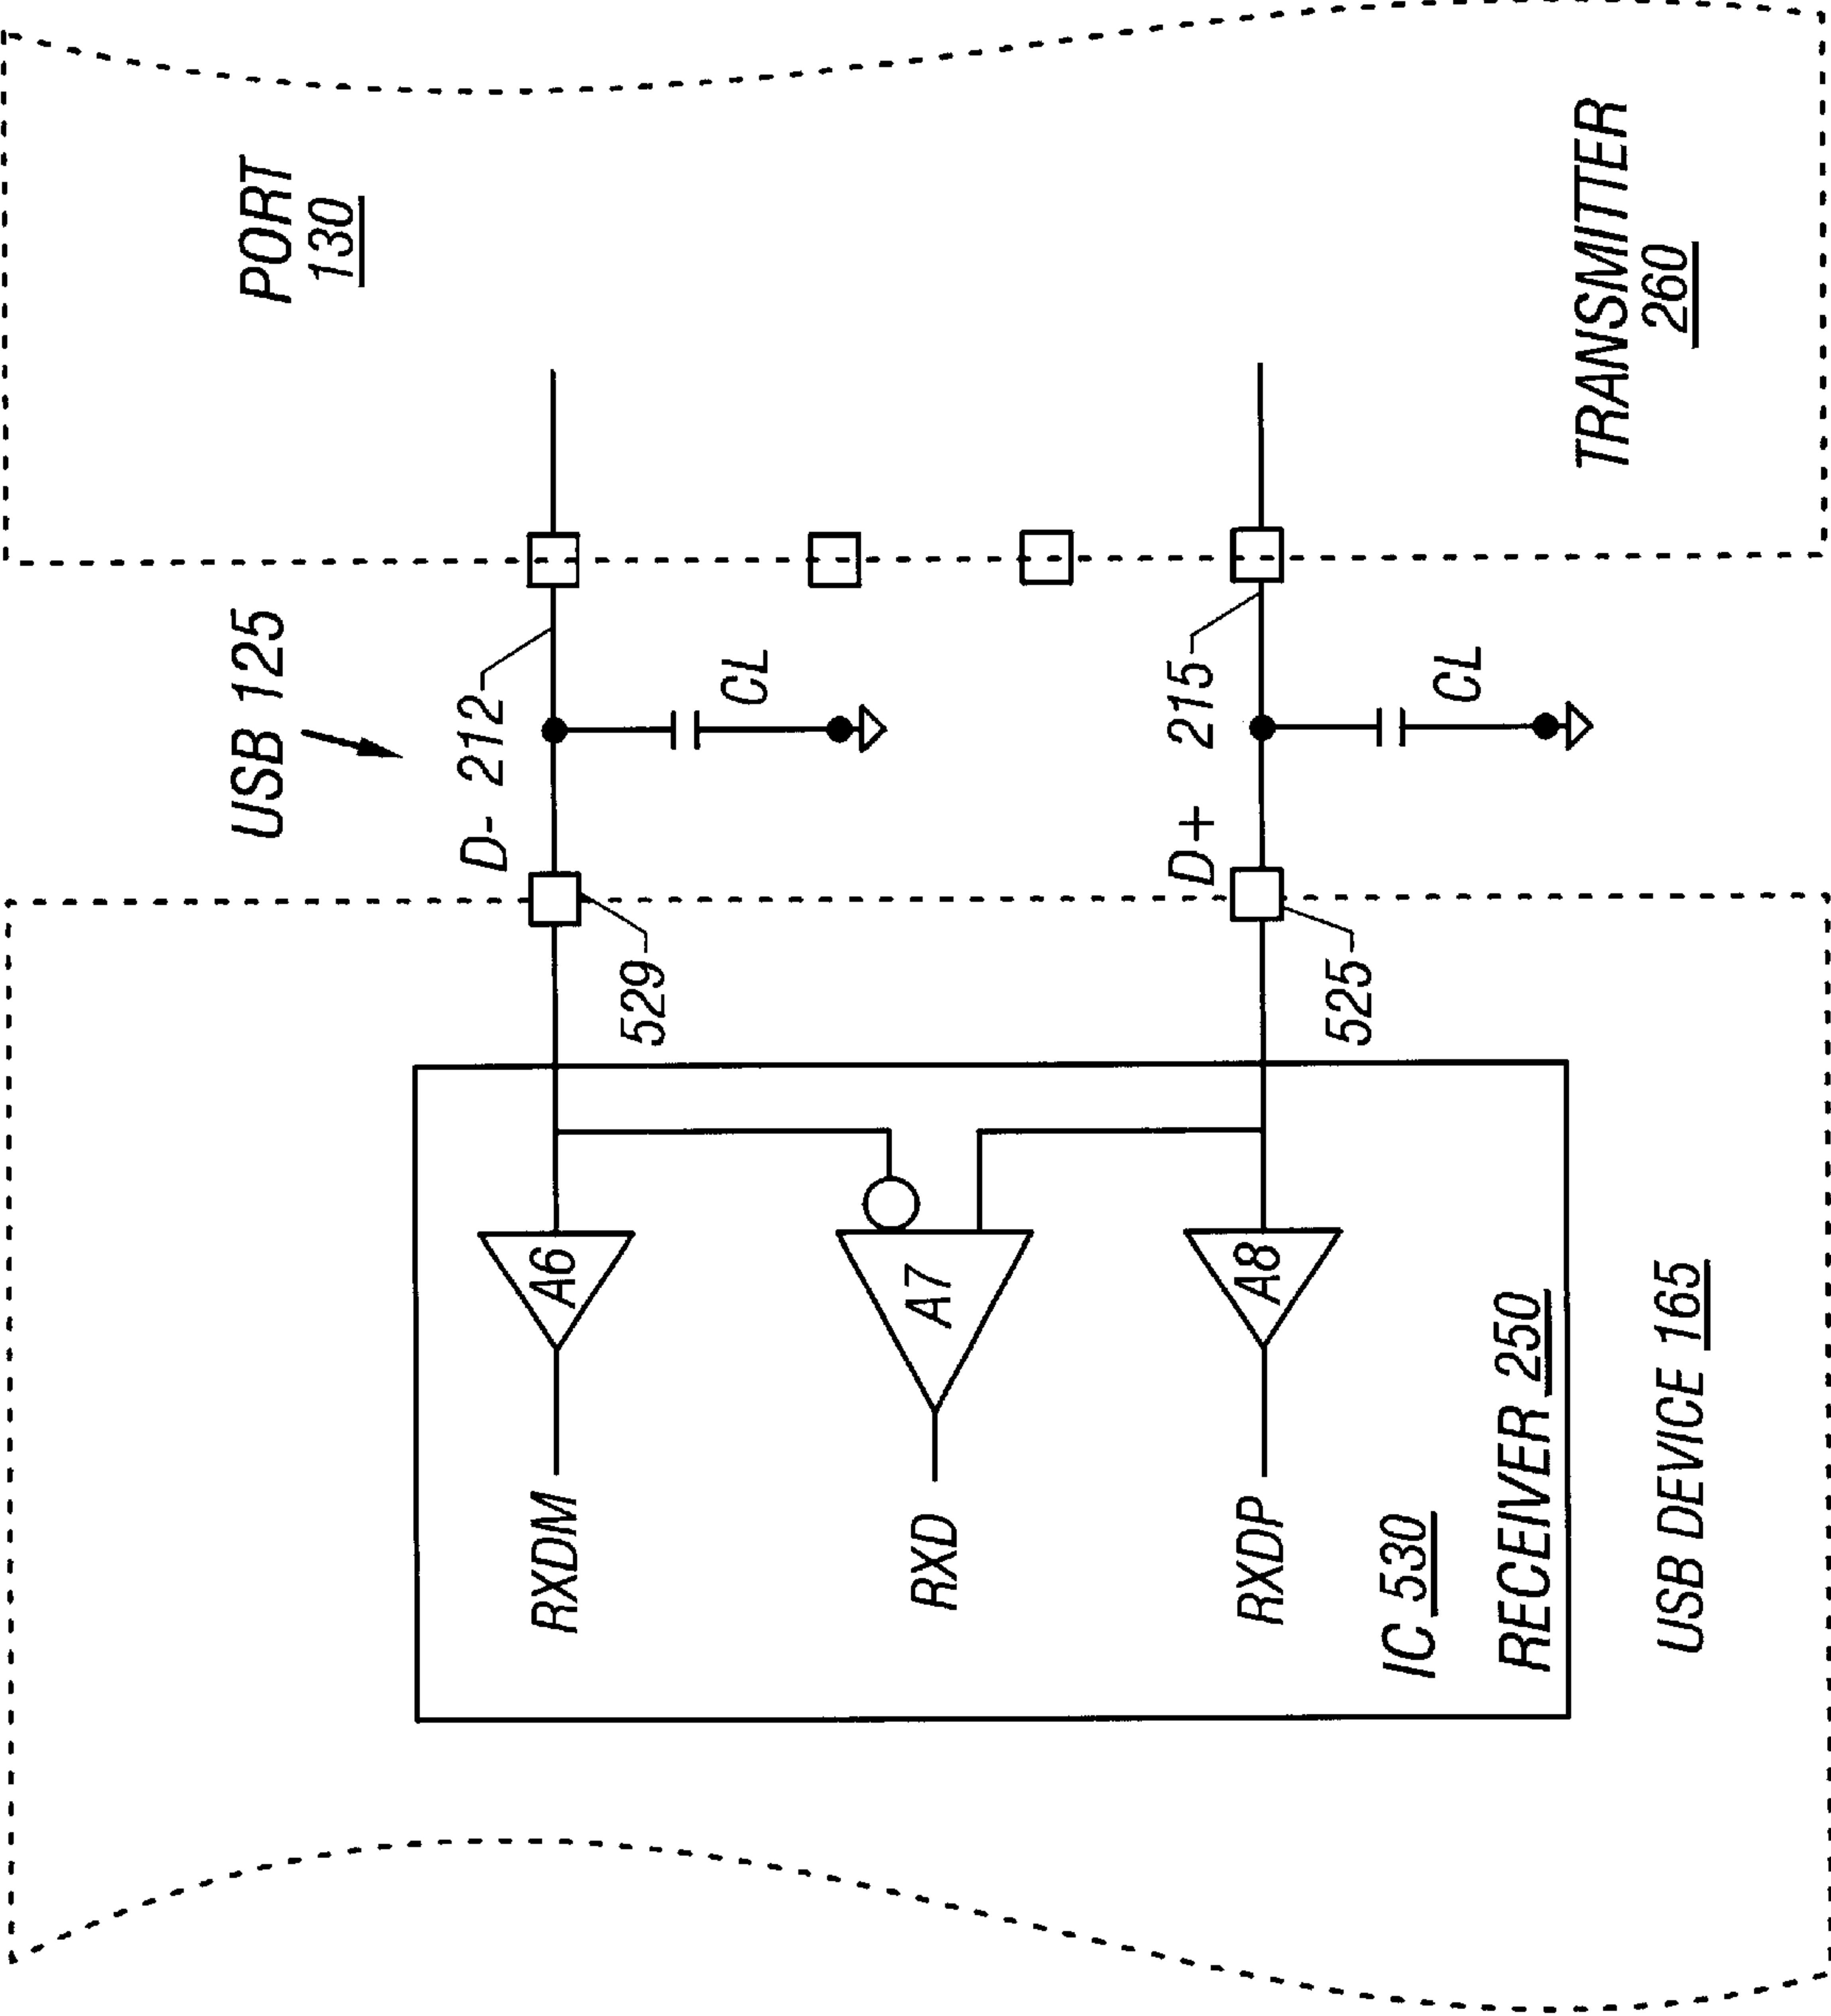 USB 125
PORT
130
D- 212
RXDM
A6
529
CL
RXD
A7
D+ 215
RXDP
A8
525
IC 530
CL
RECEIVER 250
TRANSMITTER
260
USB DEVICE 165